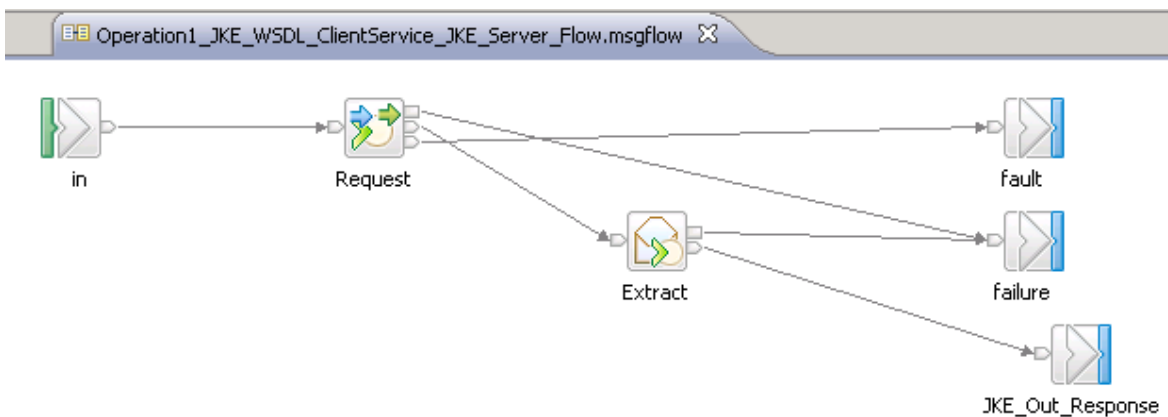 Operation1_JKE_WSDL_ClientService_JKE_Server_Flow.msgflow
in
Request
fault
Extract
failure
JKE_Out_Response